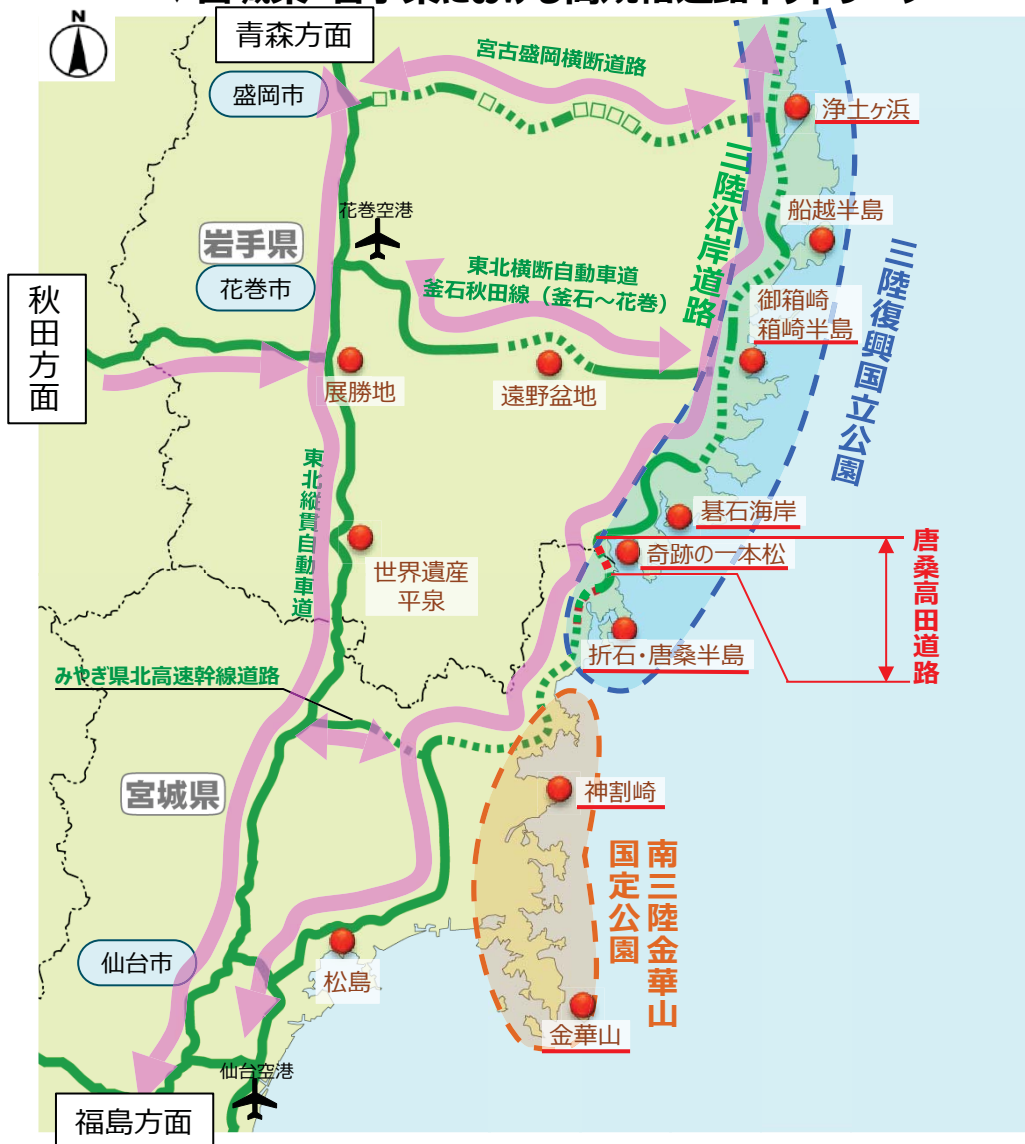 N
青森方面
盛岡市
宮古盛岡横断道路
浄土ヶ浜
三陸沿岸道路
船越半島
花巻空港
岩手県
花巻市
東北横断自動車道
釜石秋田線（釜石～花巻）
三陸復興国立公園
御箱崎
箱崎半島
秋田方面
展勝地
遠野盆地
東北縦貫自動車道
碁石海岸
奇跡の一本松
唐桑高田道路
世界遺産
平泉
折石・唐桑半島
みやぎ県北高速幹線道路
宮城県
神割崎
南三陸金華山
国定公園
仙台市
松島
金華山
仙台空港
福島方面